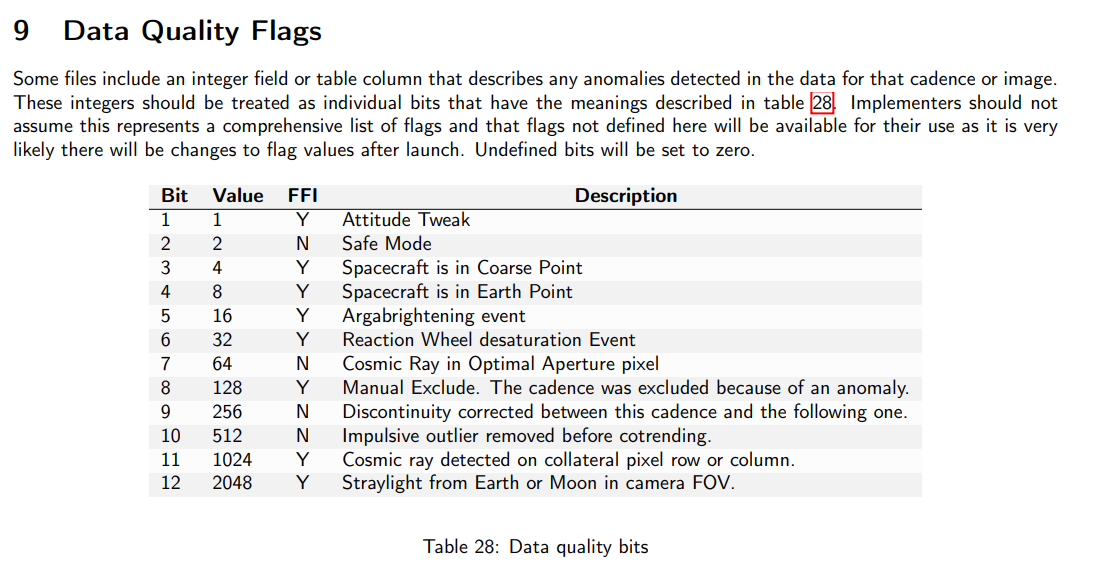 9 Data Quality Flags
Some files include an integer field or table column that describes any anomalies detected in the data for that cadence or image.
These integers should be treated as individual bits that have the meanings described in table 28. Implementers should not
assume this represents a comprehensive list of flags and that flags not defined here will be available for their use as it is very
likely there will be changes to flag values after launch. Undefined bits will be set to zero.
Bit Value FFI Description
1 1 Y Attitude Tweak
2 2 N Safe Mode
3 4 Y Spacecraft is in Coarse Point
4 8 Y Spacecraft is in Earth Point
5 16 Y Argabrightening event
6 32 Y Reaction Wheel desaturation Event
7 64 N Cosmic Ray in Optimal Aperture pixel
8 128 Y Manual Exclude. The cadence was excluded because of an anomaly.
9 256 N Discontinuity corrected between this cadence and the following one.
10 512 N Impulsive outlier removed before cotrending.
11 1024 Y Cosmic ray detected on collateral pixel row or column.
12 2048 Y Straylight from Earth or Moon in camera FOV.
Table 28: Data quality bits